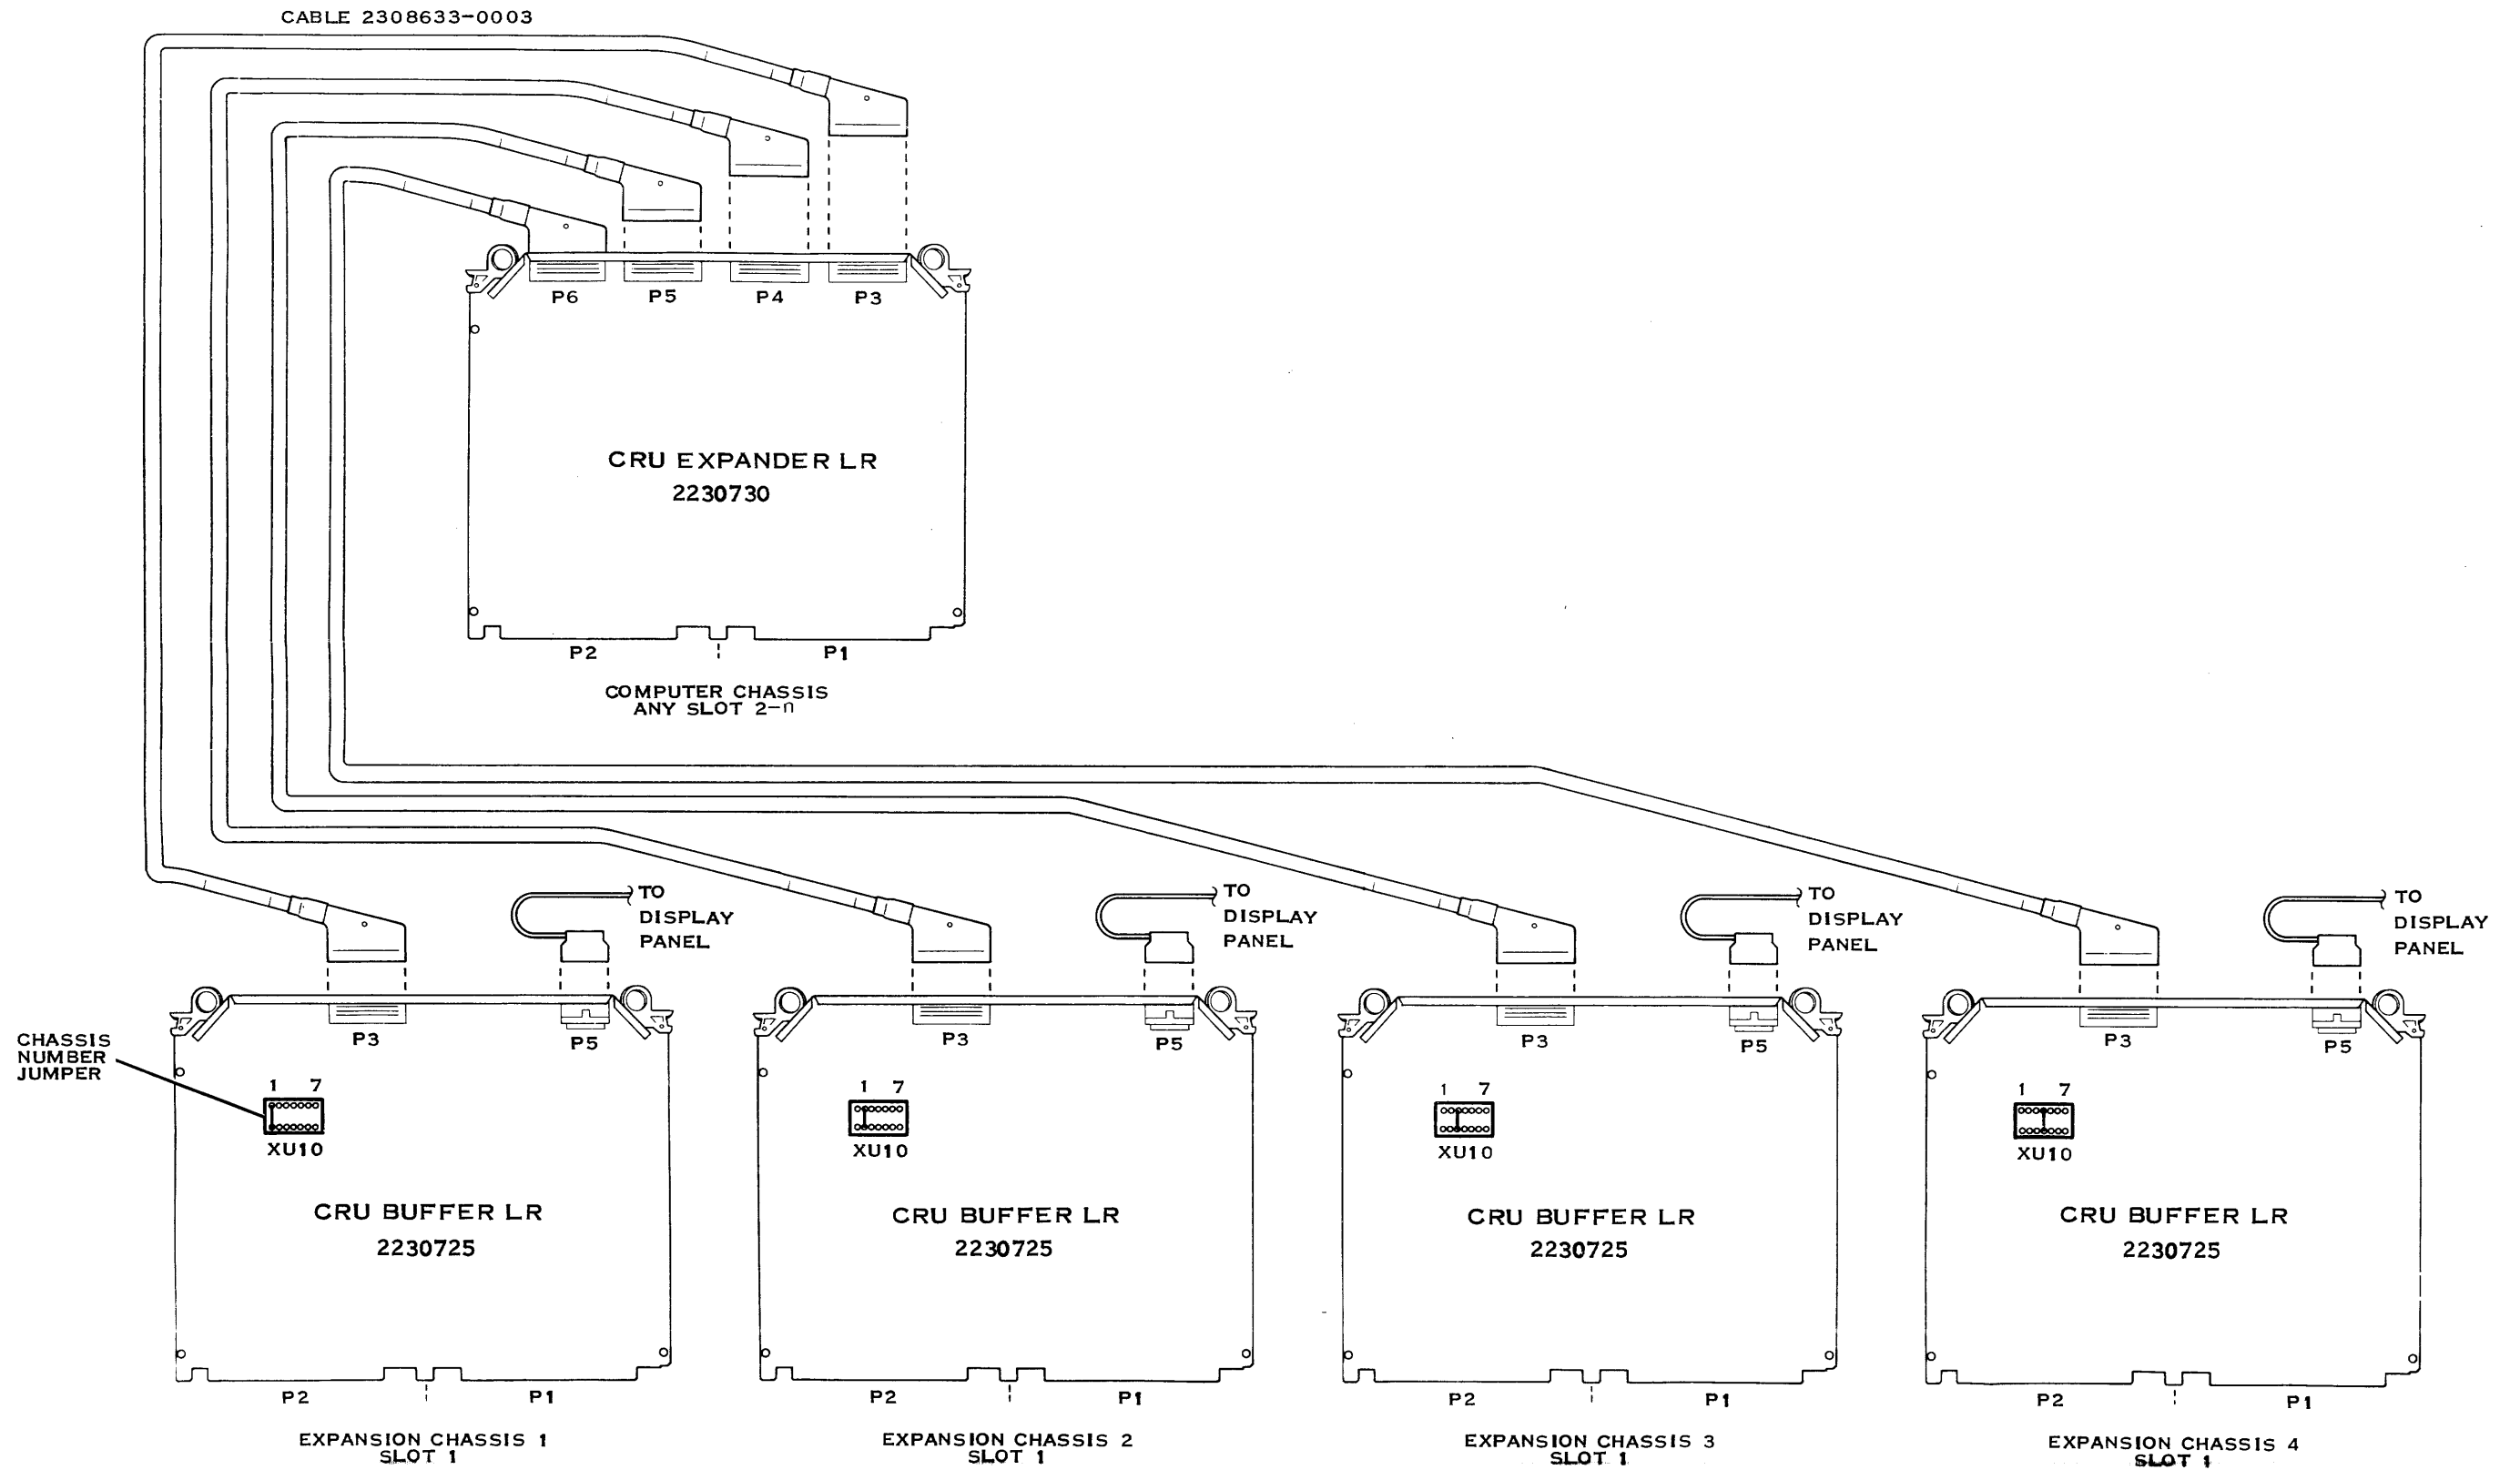 CABLE 2308633-0003
P6 P5 P4 P3
CRU EXPANDER LR
2230730
P2 P1
COMPUTER CHASSIS
ANY SLOT 2-n
TO
DISPLAY
PANEL
TO
DISPLAY
PANEL
TO
DISPLAY
PANEL
TO
DISPLAY
PANEL
CHASSIS
NUMBER
JUMPER
P3 P5
1 7
XU10
CRU BUFFER LR
2230725
P2 P1
EXPANSION CHASSIS 1
SLOT 1
P3 P5
1 7
XU10
CRU BUFFER LR
2230725
P2 P1
EXPANSION CHASSIS 2
SLOT 1
P3 P5
1 7
XU10
CRU BUFFER LR
2230725
P2 P1
EXPANSION CHASSIS 3
SLOT 1
P3 P5
1 7
XU10
CRU BUFFER LR
2230725
P2 P1
EXPANSION CHASSIS 4
SLOT 1